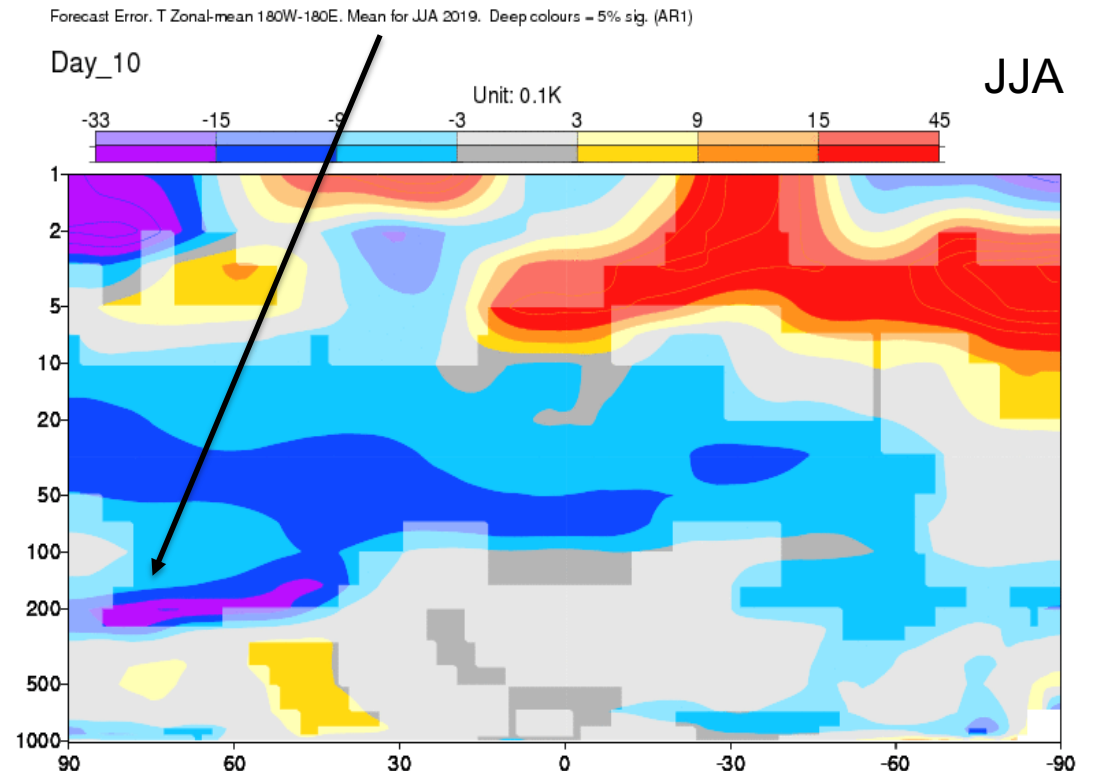 Forecast Error. T Zonal-mean 180W-180E. Mean for JJA 2019. Deep colours = 5% sig. (AR1)
Day_10
JJA
Unit: 0.1K
-33 -15 -9 -3 3 9 15 45
1
2
5
10
20
50
100
200
500
1000
90 60 30 0 -30 -60 -90